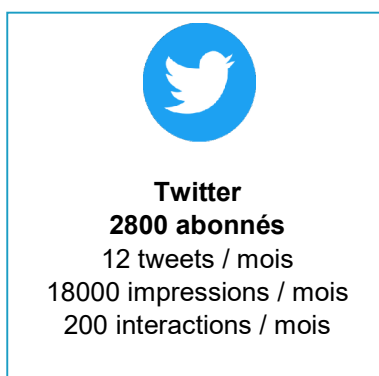 Twitter
2800 abonnés
12 tweets / mois
18000 impressions / mois
200 interactions / mois